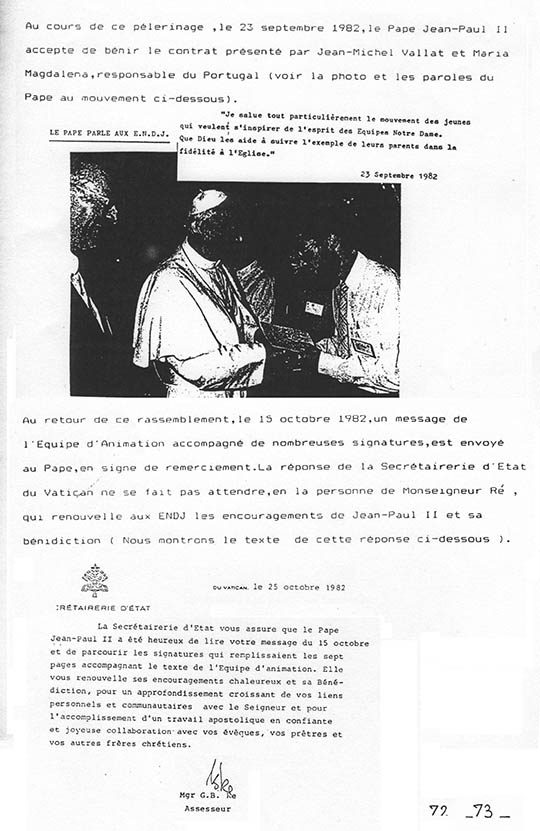 Au cours de ce pélerinage ,le 23 septembre 1982,le Pape Jean-Paul II
accepte de bénir le contrat présenté par Jean-Michel Vallat et Maria
Magdalena,responsable du Portugal (voir la photo et les paroles du
Pape au mouvement ci-dessous).
LE PAPE PARLE AUX E.N.D.J.
"Je salue tout particulièrement le mouvement des jeunes
qui veulent s'inspirer de l'esprit des Equipes Notre Dame.
Que Dieu les aide à suivre l'exemple de leurs parents dans la
fidélité à l'Eglise."
23 Septembre 1982
Au retour de ce rassemblement,le 15 octobre 1982,un message de
l'Equipe d'Animation accompagné de nombreuses signatures,est envoyé
au Pape,en signe de remerciement.La réponse de la Secrétairerie d'Etat
du Vatican ne se fait pas attendre,en la personne de Monseigneur Ré ,
qui renouvelle aux ENDJ les encouragements de Jean-Paul II et sa
bénidiction ( Nous montrons le texte de cette réponse ci-dessous ).
DU VATICAN, le 25 octobre 1982
CRÉTAIRERIE D'ÉTAT
La Secrétairerie d'Etat vous assure que le Pape
Jean-Paul II a été heureux de lire votre message du 15 octobre
et de parcourir les signatures qui remplissaient les sept
pages accompagnant le texte de l'Equipe d'animation. Elle
vous renouvelle ses encouragements chaleureux et sa Béné-
diction, pour un approfondissement croissant de vos liens
personnels et communautaires avec le Seigneur et pour
l'accomplissement d'un travail apostolique en confiante
et joyeuse collaboration avec vos évêques, vos prêtres et
vos autres frères chrétiens.
Mgr G.B. Re
Assesseur
72 _73_